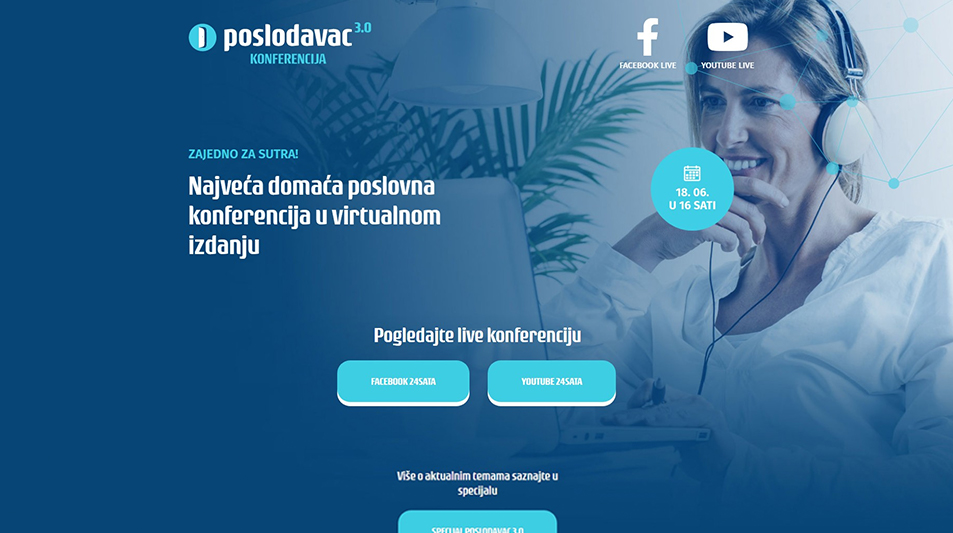 poslodavac 3.0
KONFERENCIJA
FACEBOOK LIVE
YOUTUBE LIVE
ZAJEDNO ZA SUTRA!
Najveća domaća poslovna
konferencija u virtualnom
izdanju
18. 06.
U 16 SATI
Pogledajte live konferenciju
FACEBOOK 24SATA
YOUTUBE 24SATA
Više o aktualnim temama saznajte u
specijalu
SPECIJAL POSLODAVAC 3.0